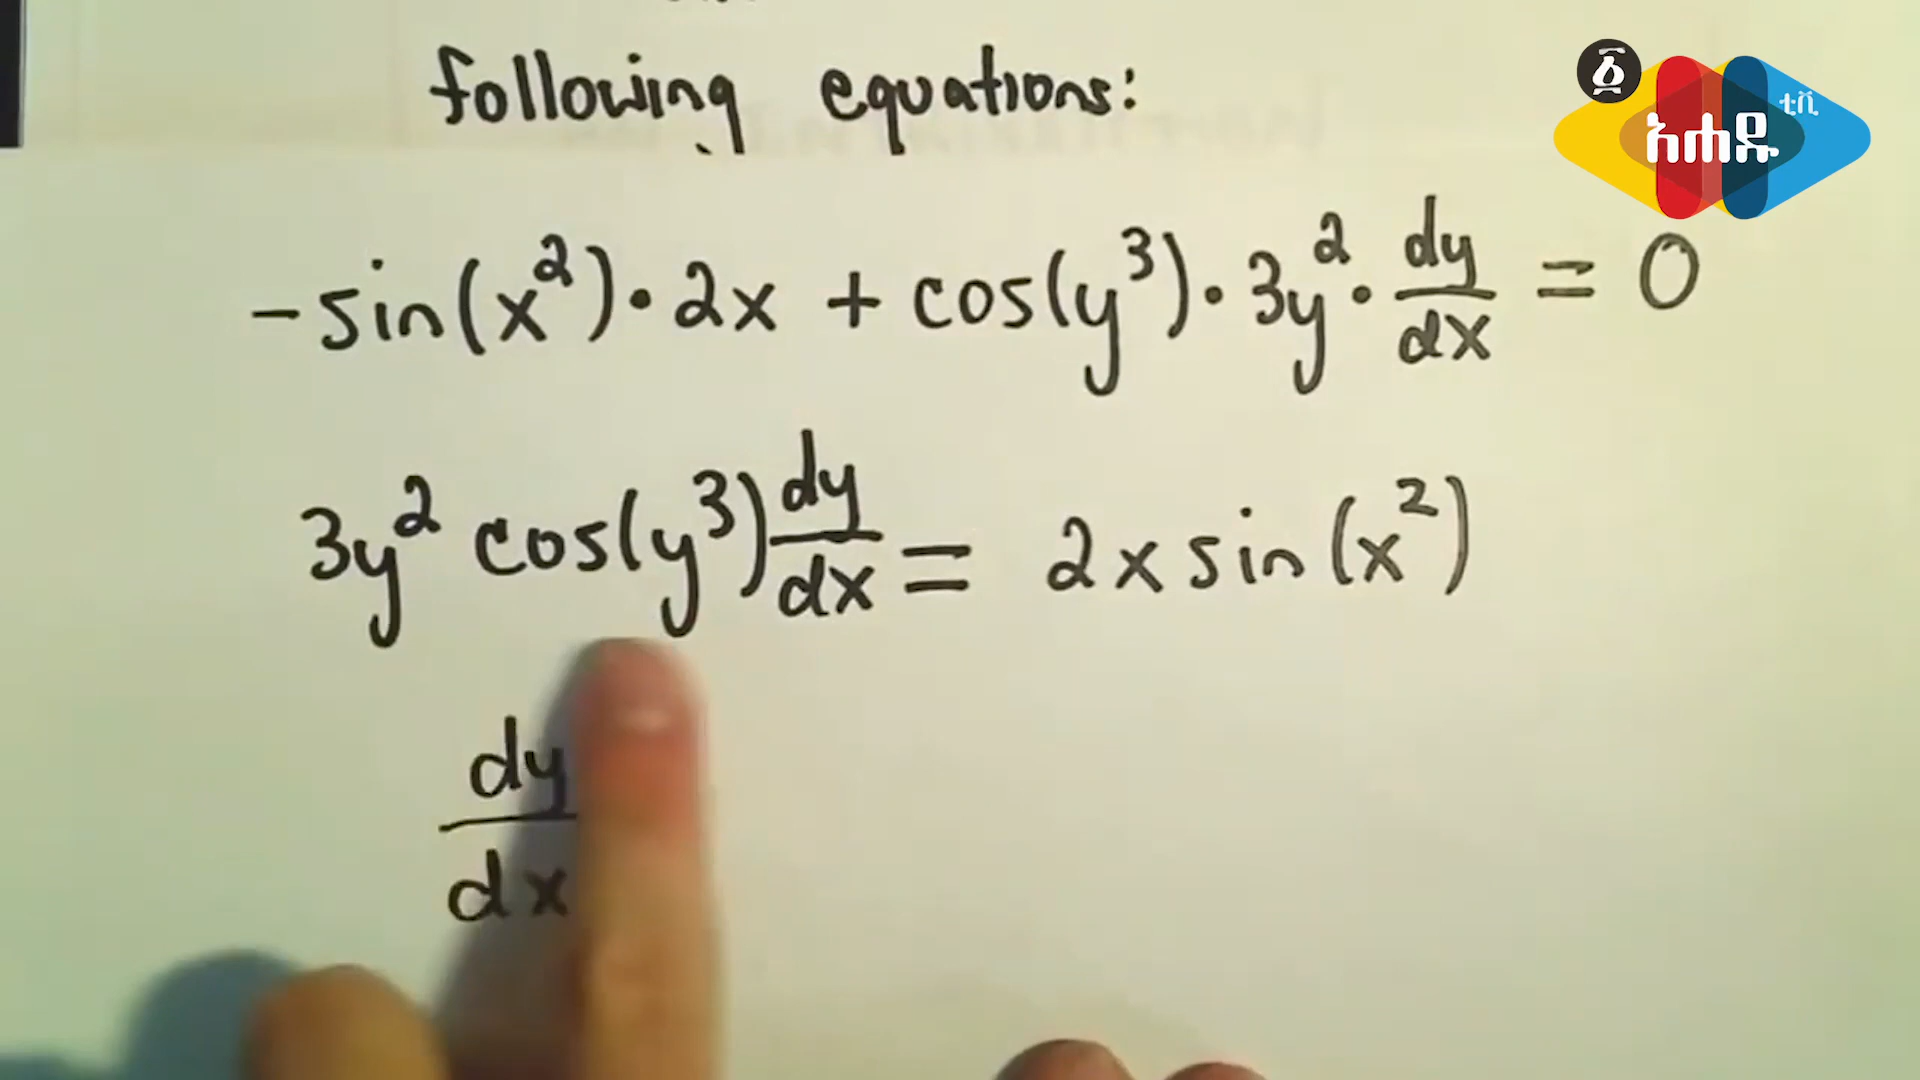 following equations:
አሐዱ
ቲቪ
-sin(x²)·2x + cos(y³)·3y²·dy/dx = 0
3y² cos(y³)dy/dx = 2x sin(x²)
dy/dx